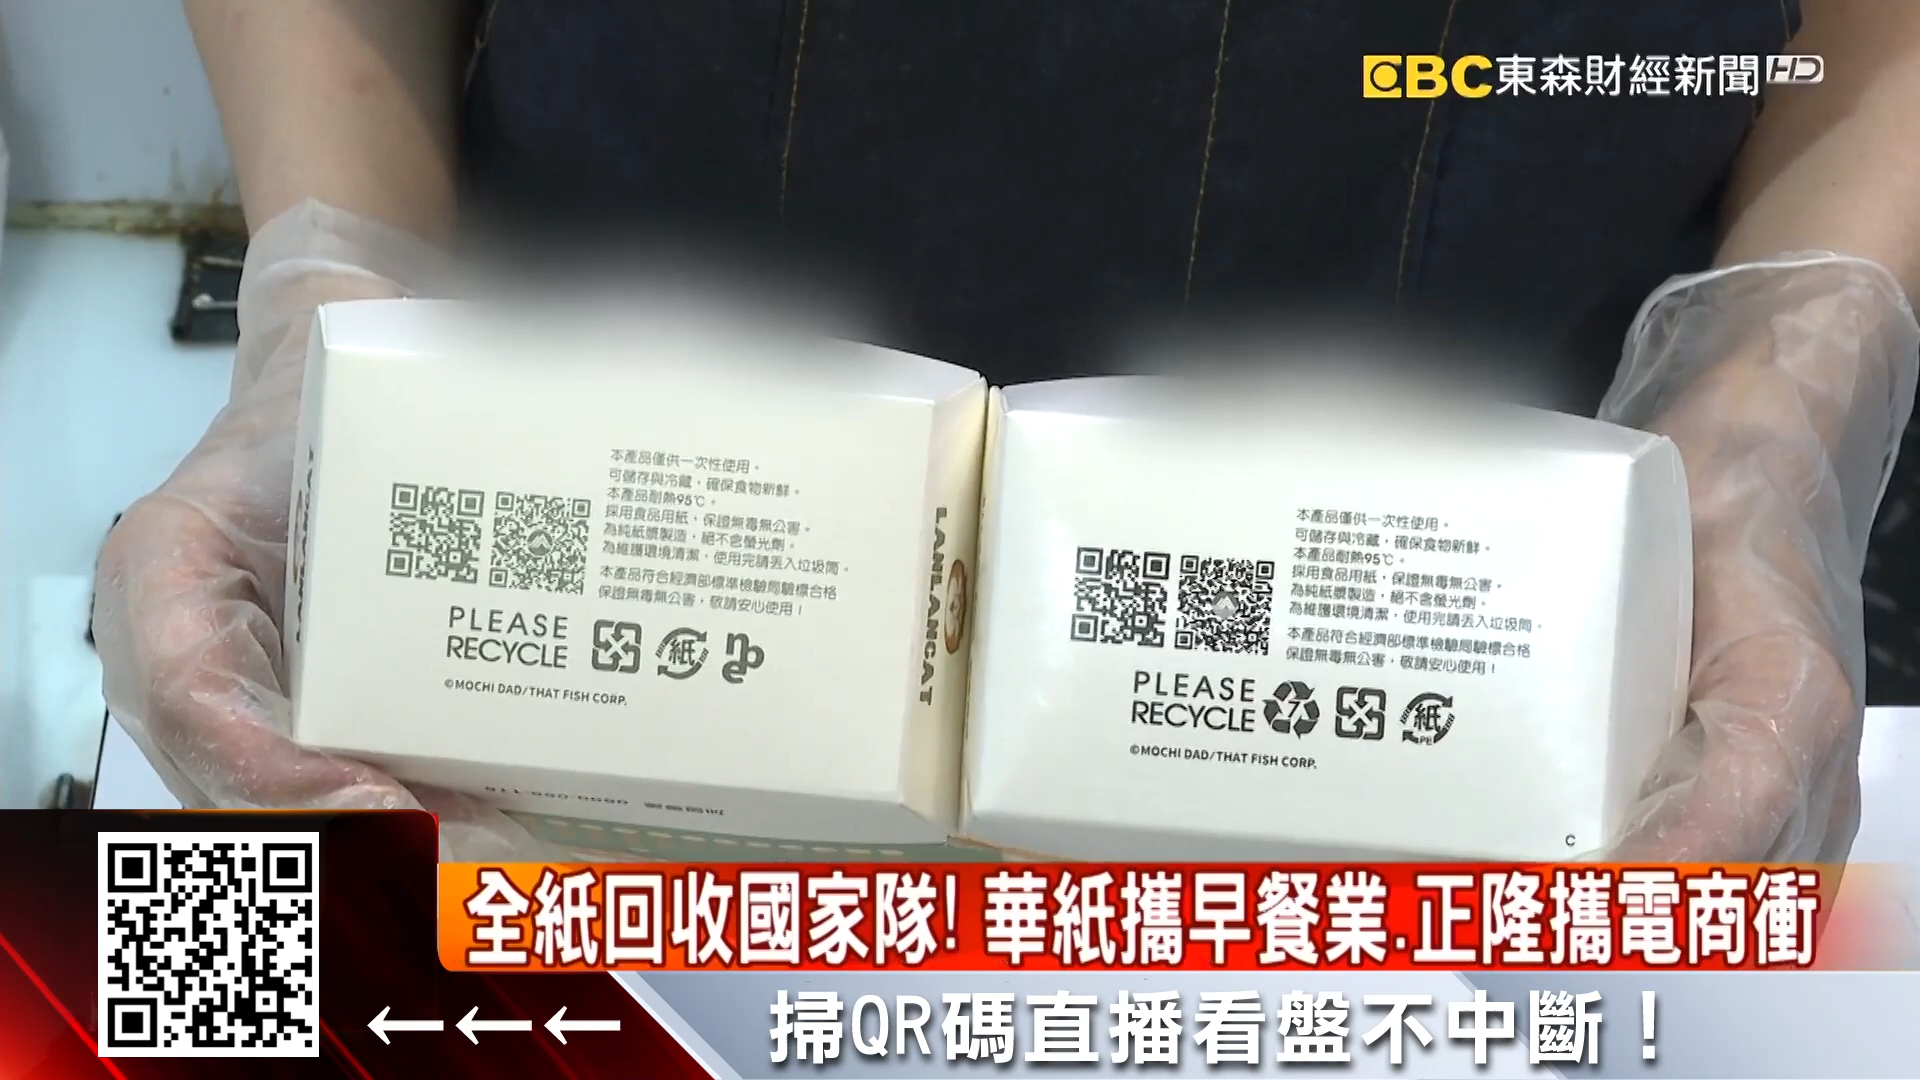 EBC東森財經新聞HD
本產品僅供一次性使用。
可儲存與冷藏,確保食物新鮮。
本產品耐熱95℃。
採用食品用紙,保證無毒無公害。
為純紙漿製造,絕不含螢光劑。
為維護環境清潔,使用完請丟入垃圾筒。
本產品符合經濟部標準檢驗局驗標合格
保證無毒無公害,敬請安心使用!
PLEASE
RECYCLE
紙
©MOCHI DAD/THAT FISH CORP.
LANLANCAT
本產品僅供一次性使用。
可儲存與冷藏,確保食物新鮮。
本產品耐熱95℃。
採用食品用紙,保證無毒無公害。
為純紙漿製造,絕不含螢光劑。
為維護環境清潔,使用完請丟入垃圾筒。
本產品符合經濟部標準檢驗局驗標合格
保證無毒無公害,敬請安心使用!
PLEASE
RECYCLE
7
紙
PE
©MOCHI DAD/THAT FISH CORP.
C
全紙回收國家隊! 華紙攜早餐業.正隆攜電商衝
←←← 掃QR碼直播看盤不中斷!